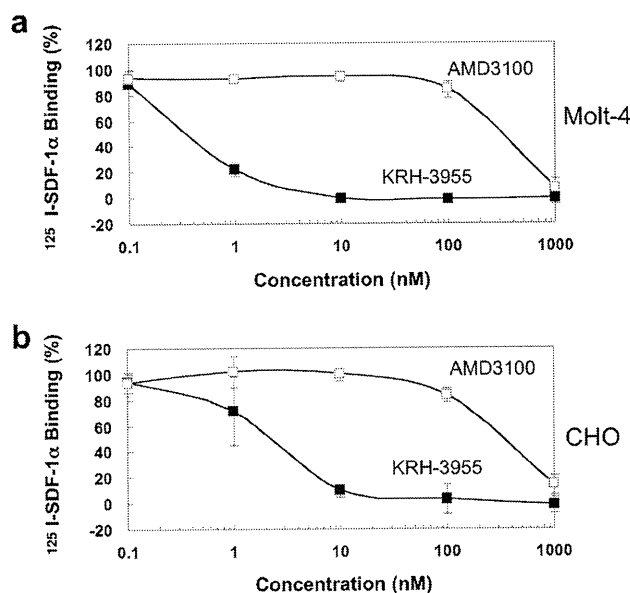 a
120
100
80
60
40
20
0
-20
¹²⁵ I-SDF-1α Binding (%)
AMD3100
KRH-3955
Molt-4
0.1 1 10 100 1000
Concentration (nM)
b
120
100
80
60
40
20
0
-20
¹²⁵ I-SDF-1α Binding (%)
AMD3100
KRH-3955
CHO
0.1 1 10 100 1000
Concentration (nM)